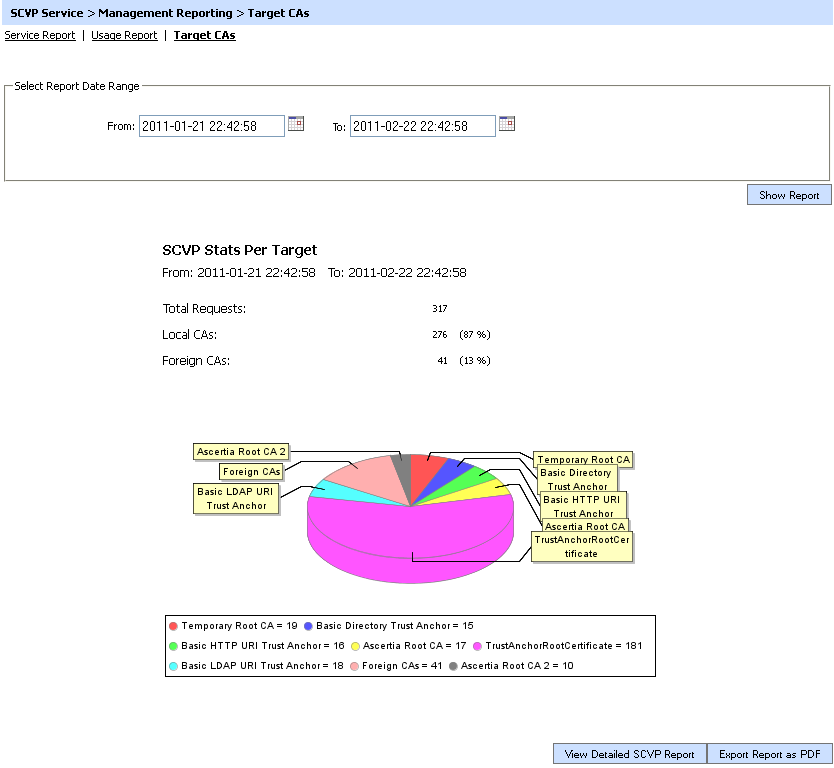 SCVP Service > Management Reporting > Target CAs
Service Report | Usage Report | Target CAs
Select Report Date Range
From: 2011-01-21 22:42:58 To: 2011-02-22 22:42:58
Show Report
SCVP Stats Per Target
From: 2011-01-21 22:42:58 To: 2011-02-22 22:42:58
Total Requests: 317
Local CAs: 276 (87 %)
Foreign CAs: 41 (13 %)
Ascertia Root CA 2
Foreign CAs
Basic LDAP URI
Trust Anchor
Temporary Root CA
Basic Directory
Trust Anchor
Basic HTTP URI
Trust Anchor
Ascertia Root CA
TrustAnchorRootCer
tificate
Temporary Root CA = 19 Basic Directory Trust Anchor = 15
Basic HTTP URI Trust Anchor = 16 Ascertia Root CA = 17 TrustAnchorRootCertificate = 181
Basic LDAP URI Trust Anchor = 18 Foreign CAs = 41 Ascertia Root CA 2 = 10
View Detailed SCVP Report Export Report as PDF